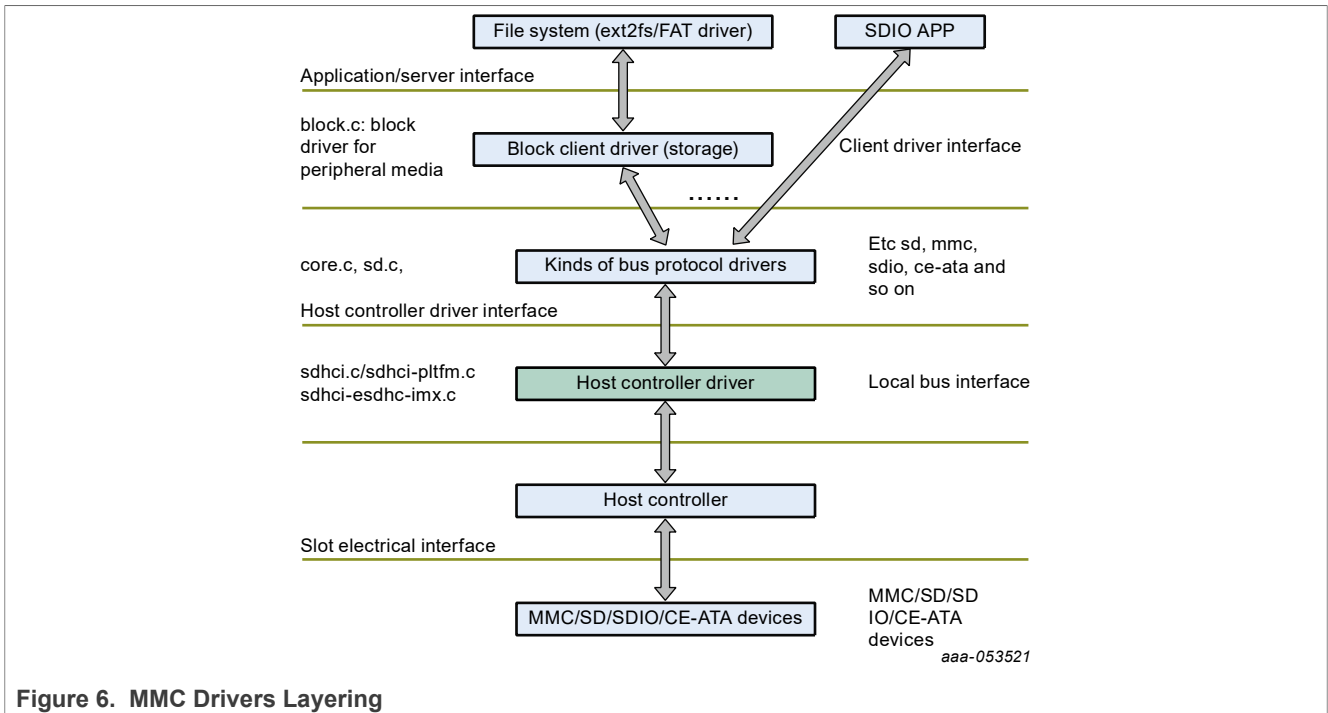 File system (ext2fs/FAT driver)
SDIO APP
Application/server interface
block.c: block
driver for
peripheral media
Block client driver (storage)
Client driver interface
......
core.c, sd.c,
Kinds of bus protocol drivers
Etc sd, mmc,
sdio, ce-ata and
so on
Host controller driver interface
sdhci.c/sdhci-pltfm.c
sdhci-esdhc-imx.c
Host controller driver
Local bus interface
Host controller
Slot electrical interface
MMC/SD/SDIO/CE-ATA devices
MMC/SD/SD
IO/CE-ATA
devices
aaa-053521
Figure 6. MMC Drivers Layering